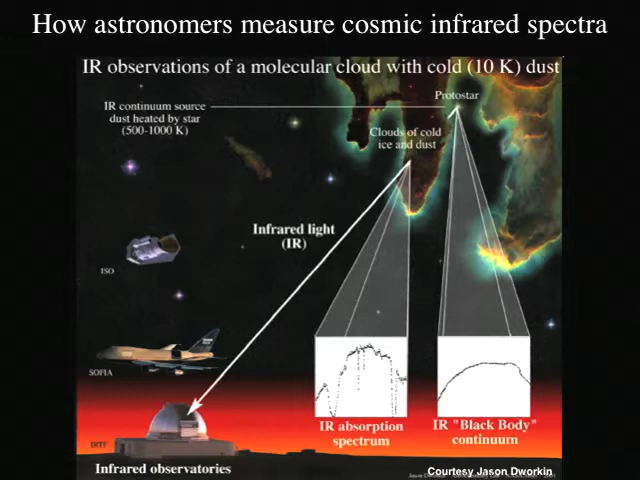 How astronomers measure cosmic infrared spectra
IR observations of a molecular cloud with cold (10 K) dust
Protostar
IR continuum source
dust heated by star
(500-1000 K)
Clouds of cold
ice and dust
Infrared light
(IR)
ISO
SOFIA
IRTF
IR absorption
spectrum
IR "Black Body"
continuum
Infrared observatories
Courtesy Jason Dworkin